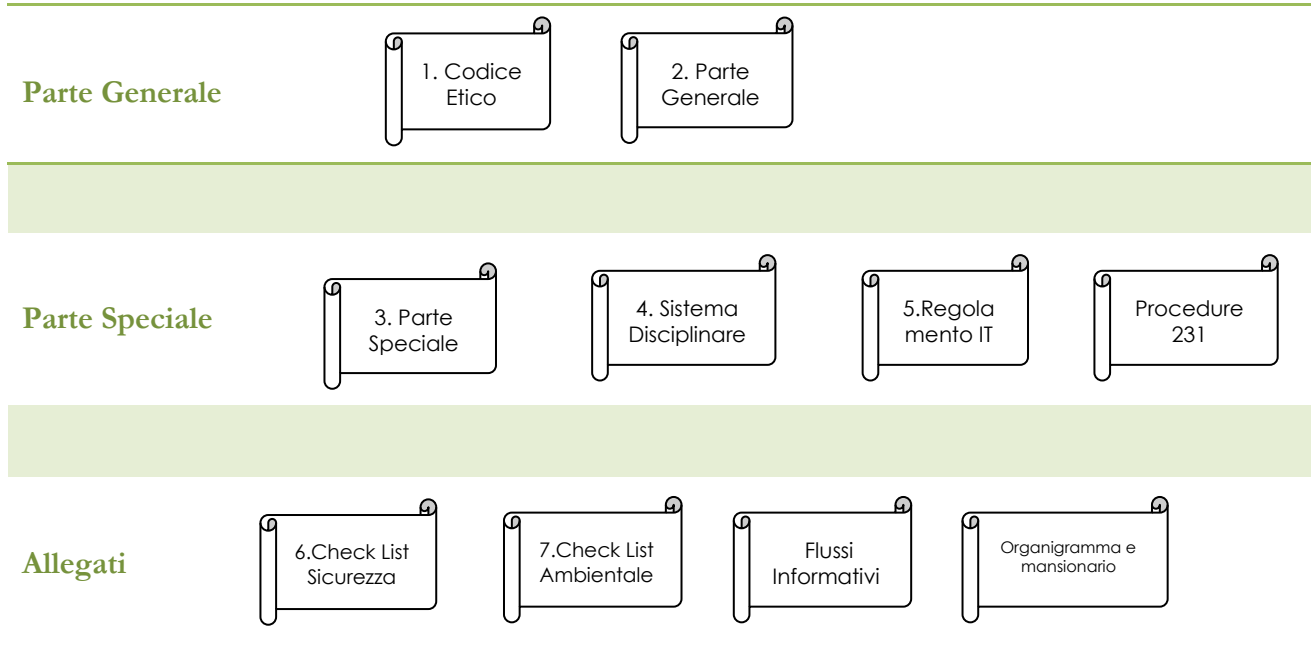 Parte Generale
1. Codice
Etico
2. Parte
Generale
Parte Speciale
3. Parte
Speciale
4. Sistema
Disciplinare
5.Regola
mento IT
Procedure
231
Allegati
6.Check List
Sicurezza
7.Check List
Ambientale
Flussi
Informativi
Organigramma e
mansionario